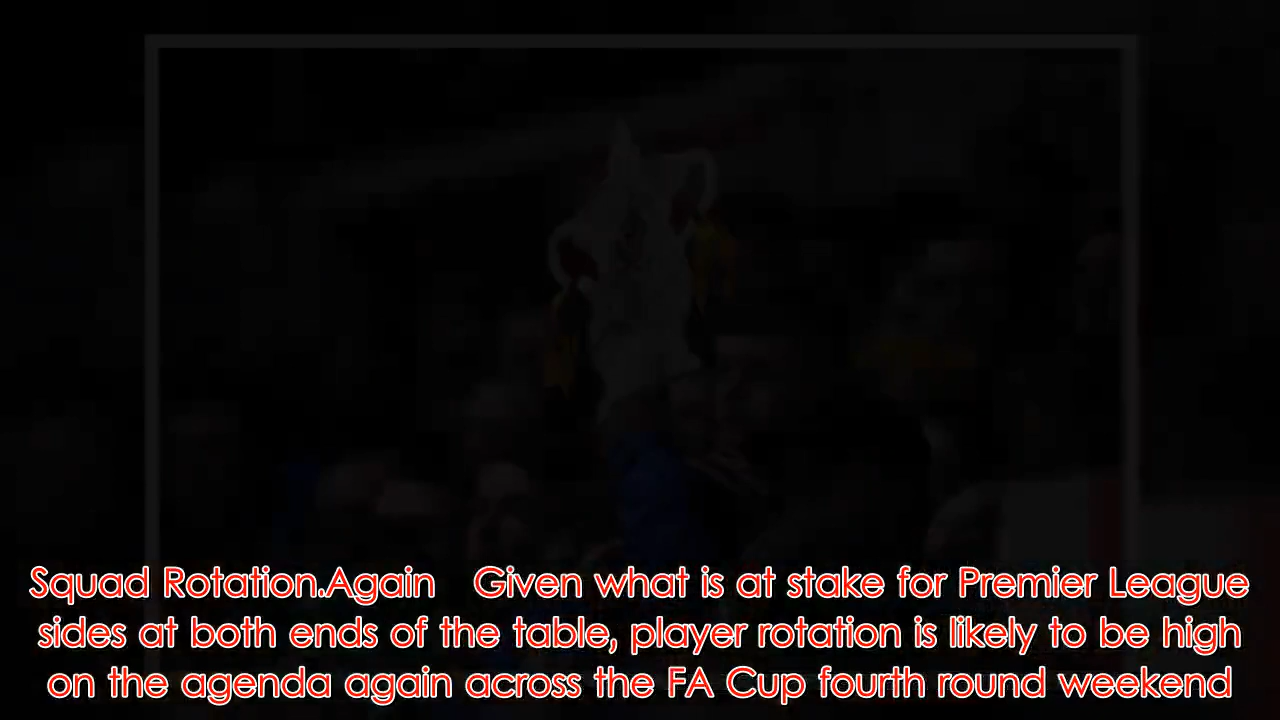 Squad Rotation.Again Given what is at stake for Premier League
sides at both ends of the table, player rotation is likely to be high
on the agenda again across the FA Cup fourth round weekend